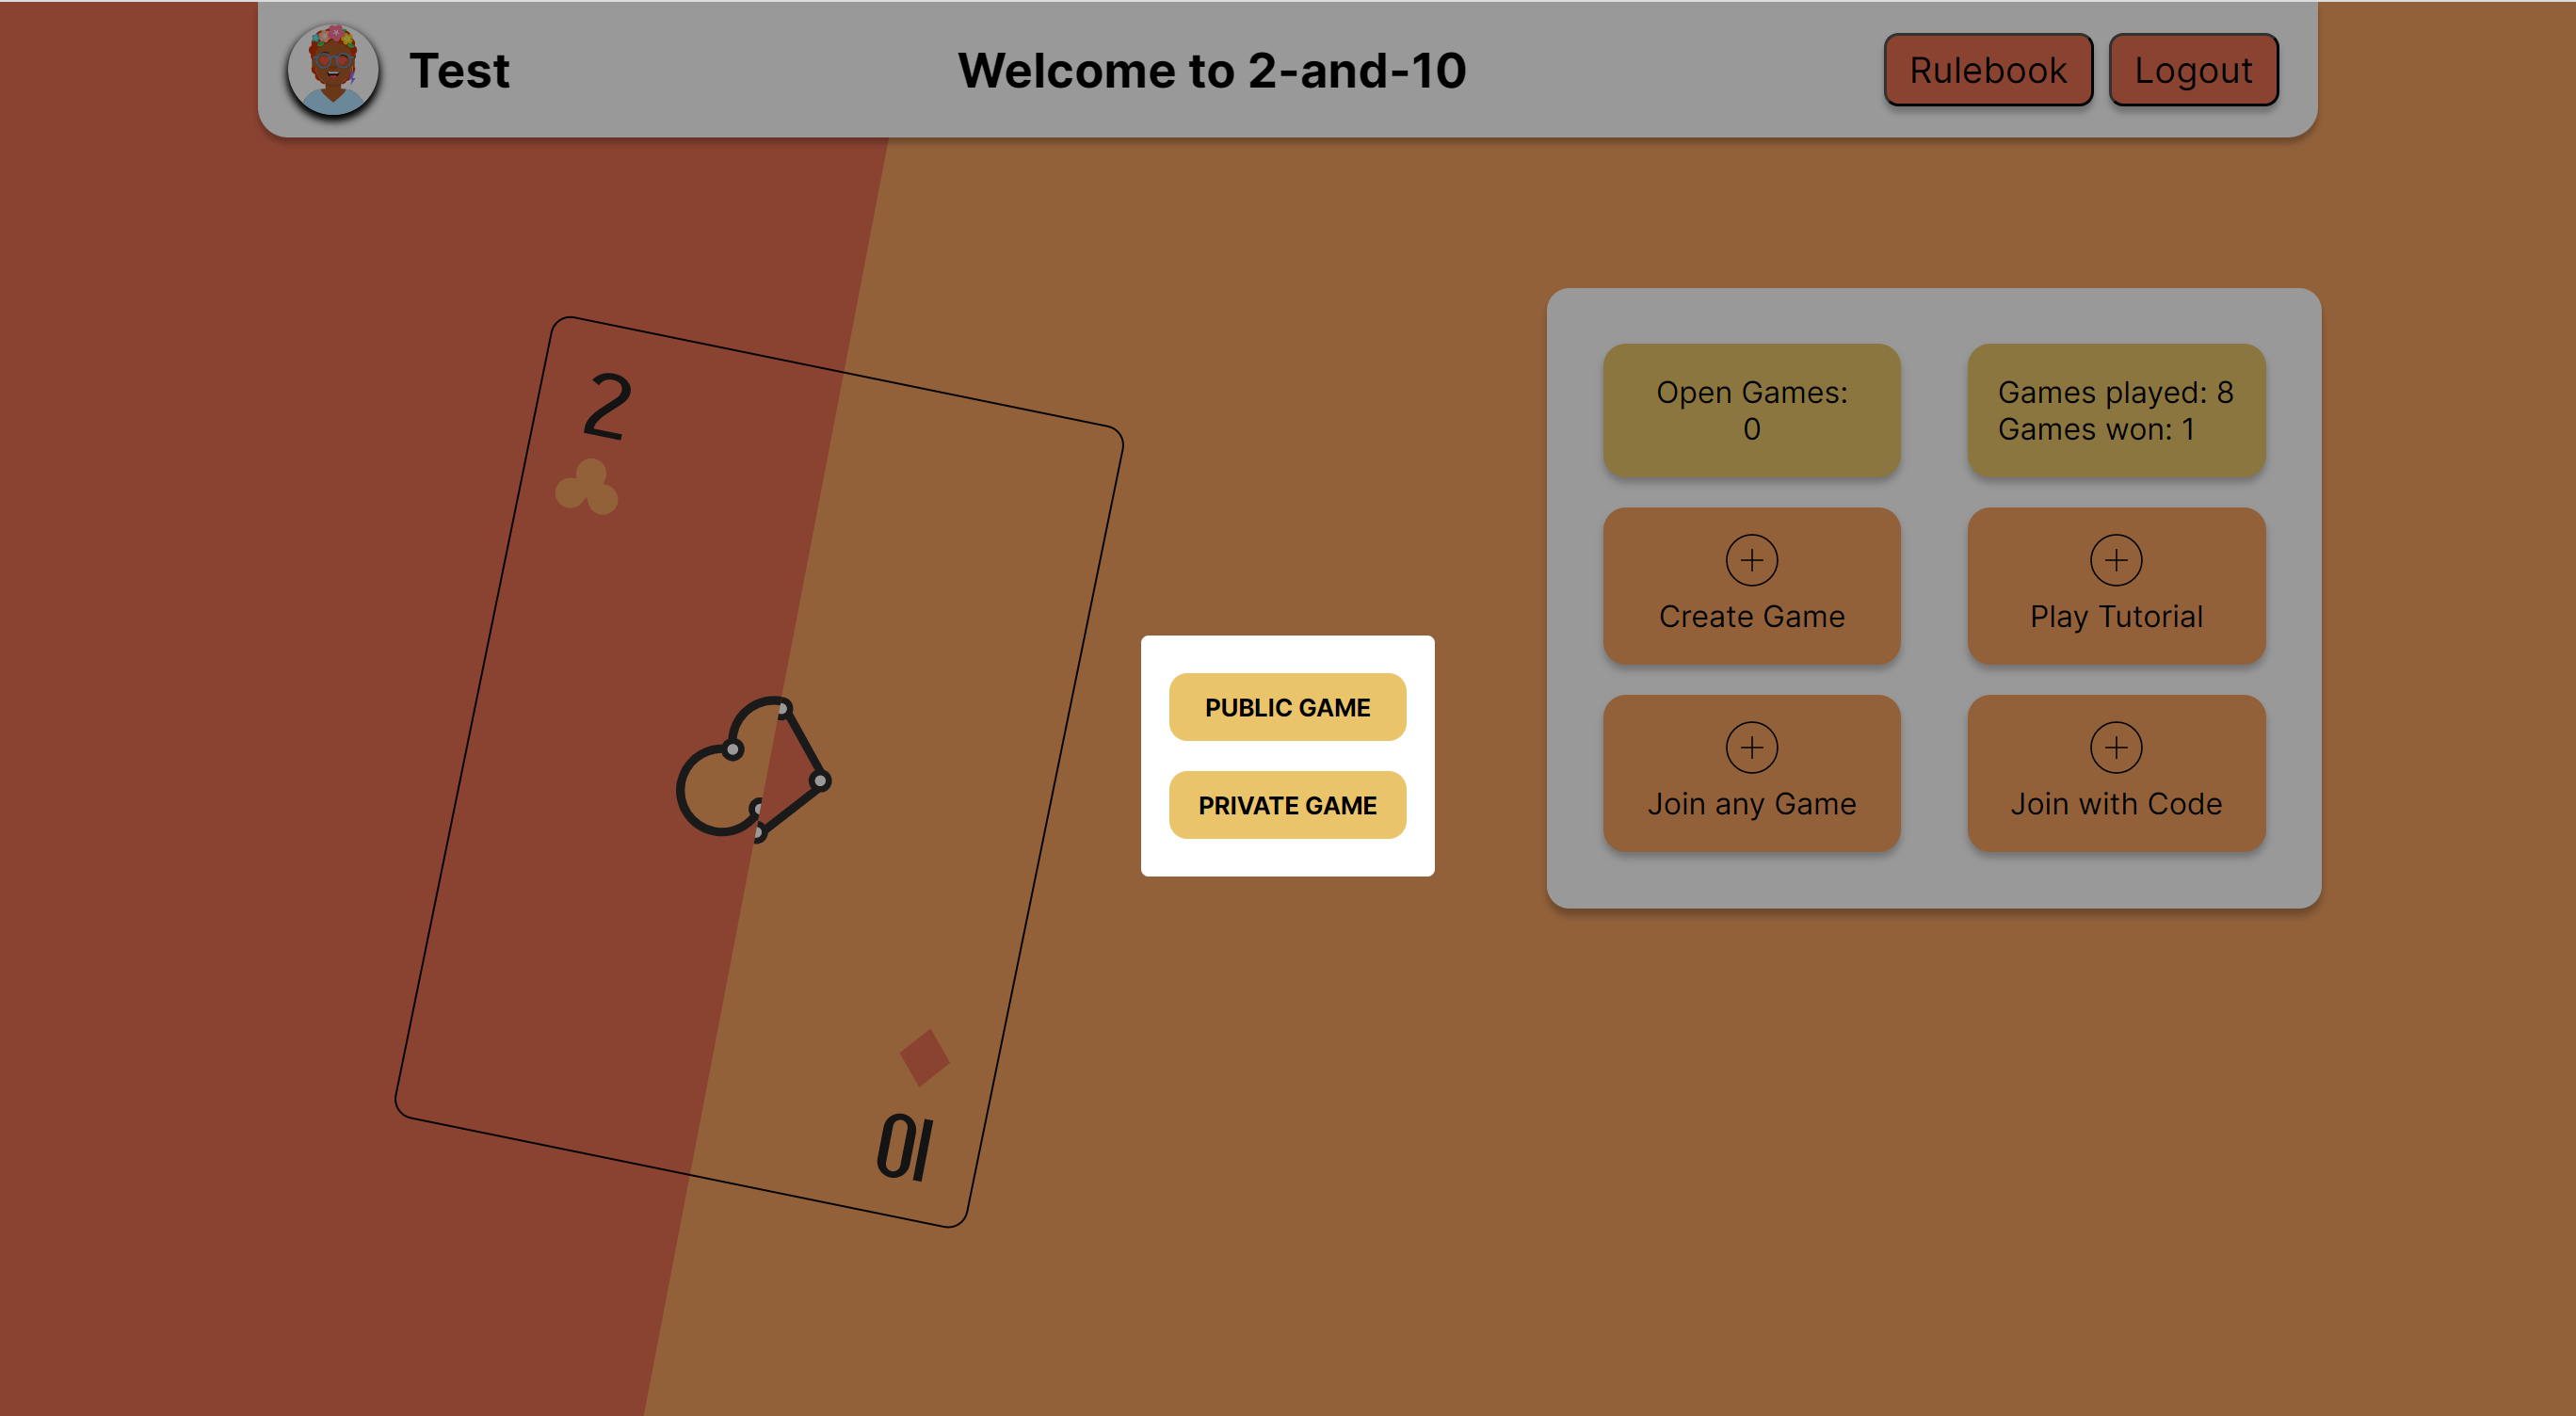 Test
Welcome to 2-and-10
Rulebook
Logout
2
10
PUBLIC GAME
PRIVATE GAME
Open Games:
0
Games played: 8
Games won: 1
Create Game
Play Tutorial
Join any Game
Join with Code